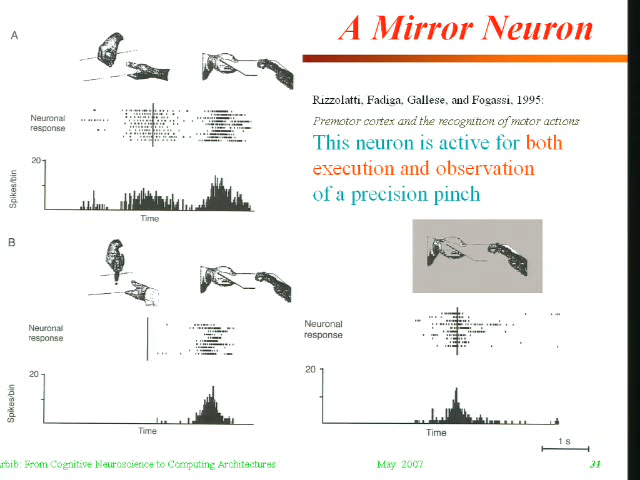 A Mirror Neuron
A
Rizzolatti, Fadiga, Gallese, and Fogassi, 1995:
Premotor cortex and the recognition of motor actions
This neuron is active for both
execution and observation
of a precision pinch
Neuronal
response
20
Spikes/bin
Time
B
Neuronal
response
20
Spikes/bin
Time
Neuronal
response
20
Time
1 s
Arbib: From Cognitive Neuroscience to Computing Architectures
May 2007
31